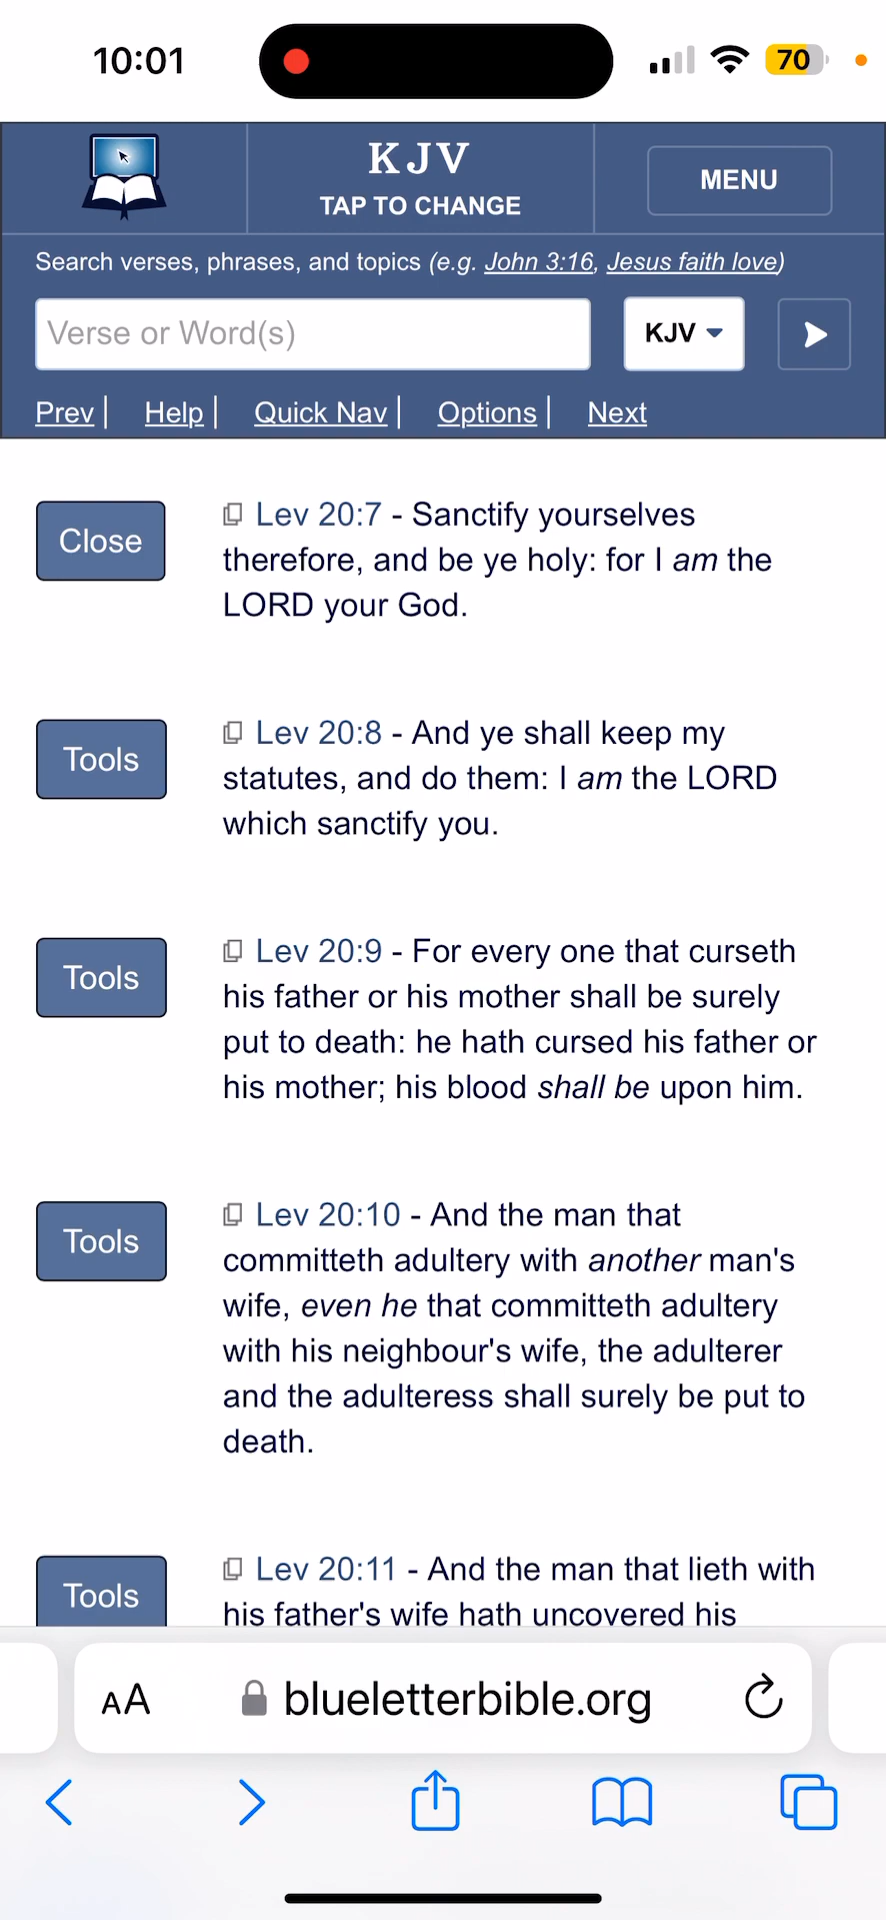 10:01
70
KJV
TAP TO CHANGE
MENU
Search verses, phrases, and topics (e.g. John 3:16, Jesus faith love)
Verse or Word(s)
KJV
Prev | Help | Quick Nav | Options | Next
Close
Lev 20:7 - Sanctify yourselves
therefore, and be ye holy: for I am the
LORD your God.
Tools
Lev 20:8 - And ye shall keep my
statutes, and do them: I am the LORD
which sanctify you.
Tools
Lev 20:9 - For every one that curseth
his father or his mother shall be surely
put to death: he hath cursed his father or
his mother; his blood shall be upon him.
Tools
Lev 20:10 - And the man that
committeth adultery with another man's
wife, even he that committeth adultery
with his neighbour's wife, the adulterer
and the adulteress shall surely be put to
death.
Tools
Lev 20:11 - And the man that lieth with
his father's wife hath uncovered his
AA
blueletterbible.org